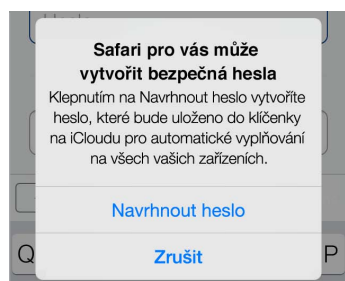 Safari pro vás může
vytvořit bezpečná hesla
Klepnutím na Navrhnout heslo vytvoříte
heslo, které bude uloženo do klíčenky
na iCloudu pro automatické vyplňování
na všech vašich zařízeních.
Navrhnout heslo
Zrušit
Q P